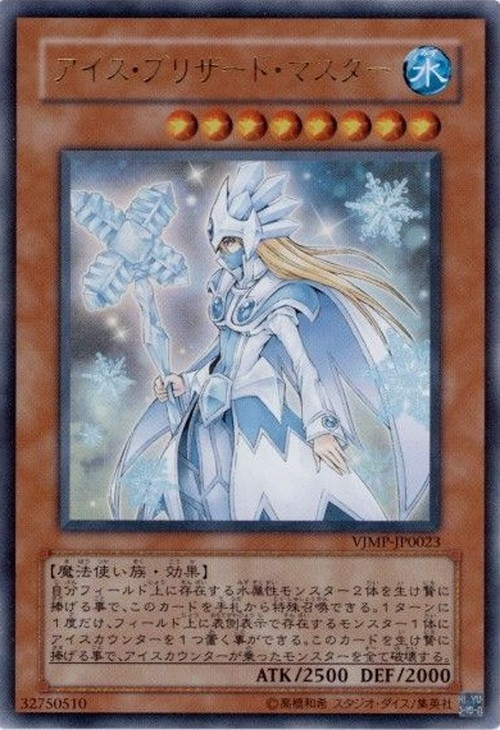 アイス・ブリザード・マスター
水
VJMP-JP0023
【魔法使い族・効果】
自分フィールド上に存在する水属性モンスター２体を生け贄に
捧げる事で、このカードを手札から特殊召喚できる。１ターンに
１度だけ、フィールド上に表側表示で存在するモンスター１体に
アイスカウンターを１つ置く事ができる。このカードを生け贄に
捧げる事で、アイスカウンターが乗ったモンスターを全て破壊する。
ATK/2500 DEF/2000
32750510
©高橋和希 スタジオ・ダイス/集英社